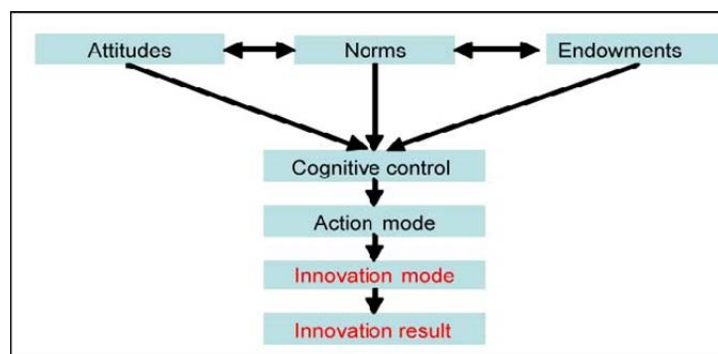 Attitudes
Norms
Endowments
Cognitive control
Action mode
Innovation mode
Innovation result